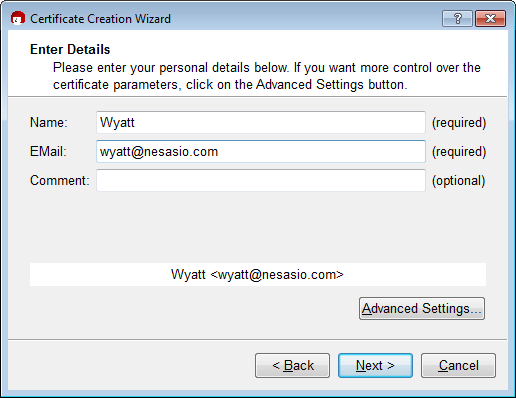 Certificate Creation Wizard
?
Enter Details
Please enter your personal details below. If you want more control over the
certificate parameters, click on the Advanced Settings button.
Name: Wyatt (required)
EMail: wyatt@nesasio.com (required)
Comment: (optional)
Wyatt <wyatt@nesasio.com>
Advanced Settings...
< Back Next > Cancel